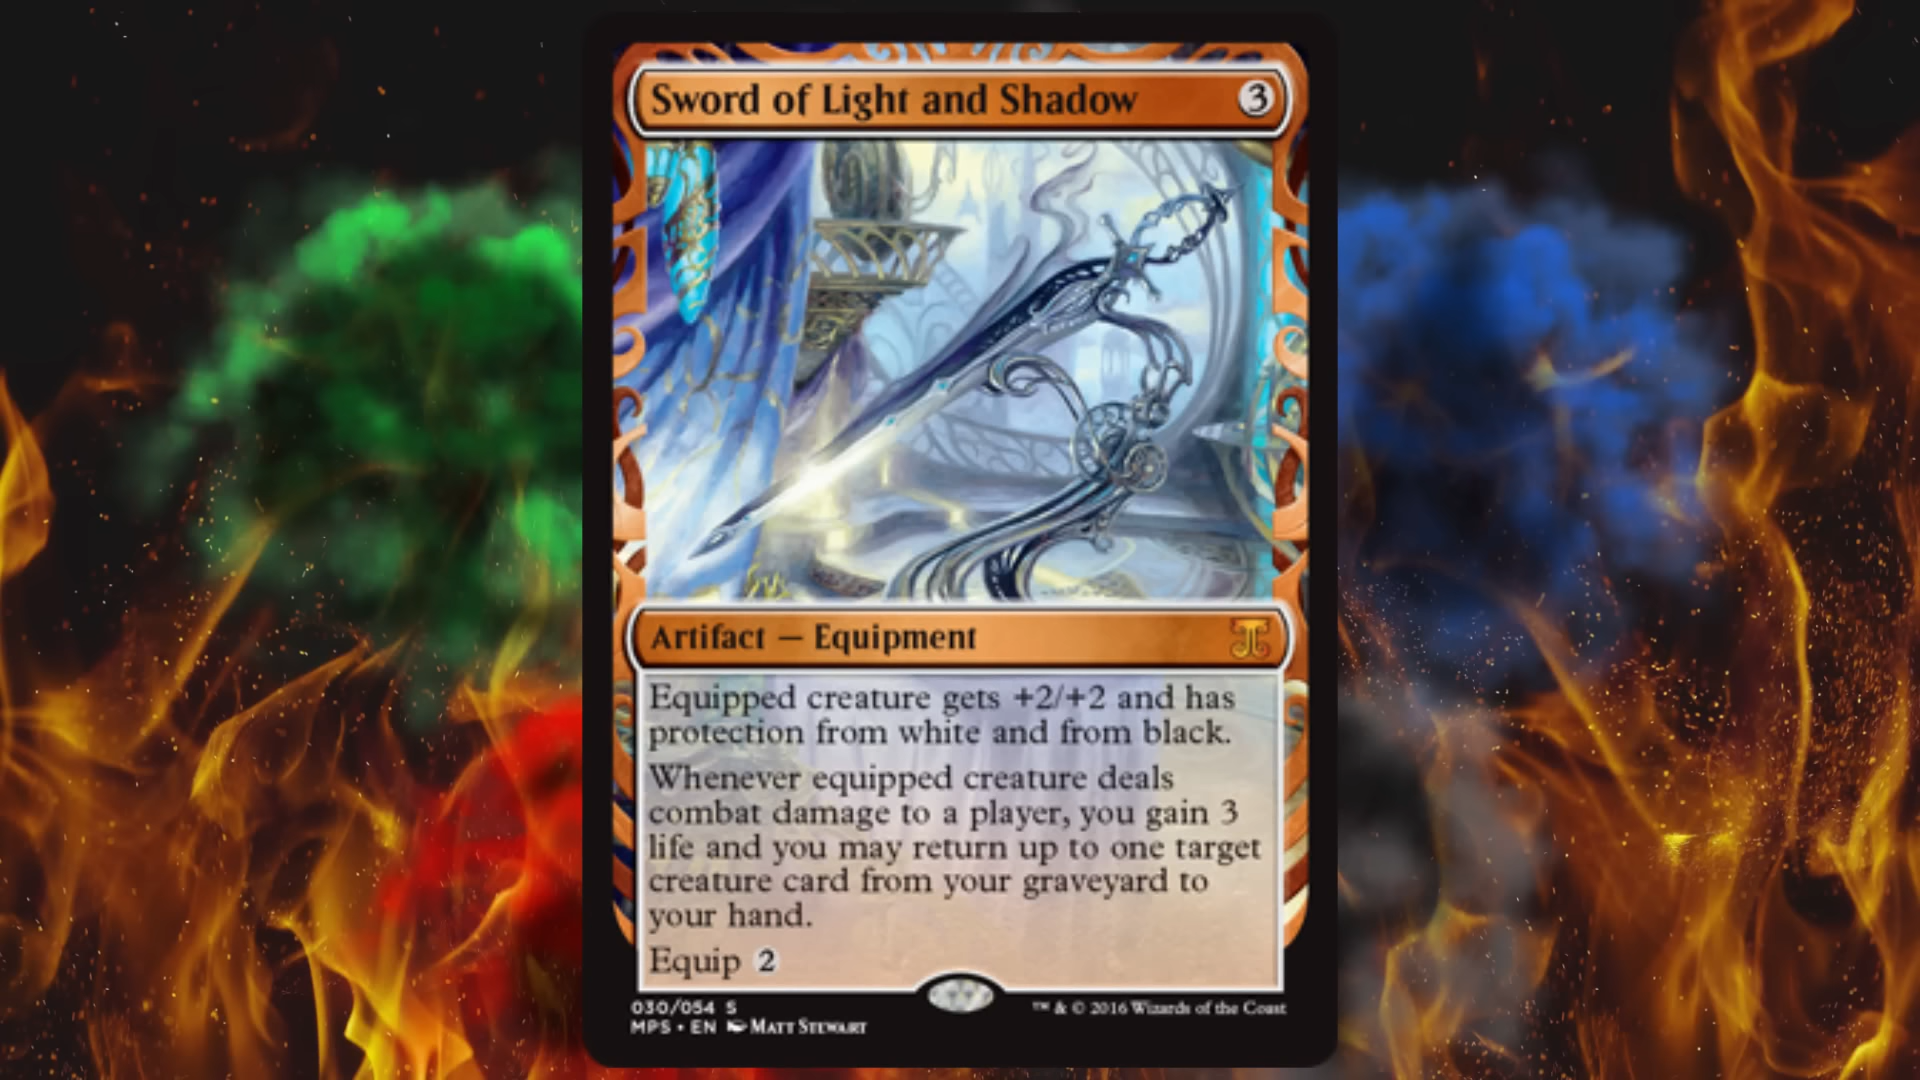 Sword of Light and Shadow 3
Artifact — Equipment
Equipped creature gets +2/+2 and has
protection from white and from black.
Whenever equipped creature deals
combat damage to a player, you gain 3
life and you may return up to one target
creature card from your graveyard to
your hand.
Equip 2
030/054 S
MPS • EN Matt Stewart
™ & © 2016 Wizards of the Coast